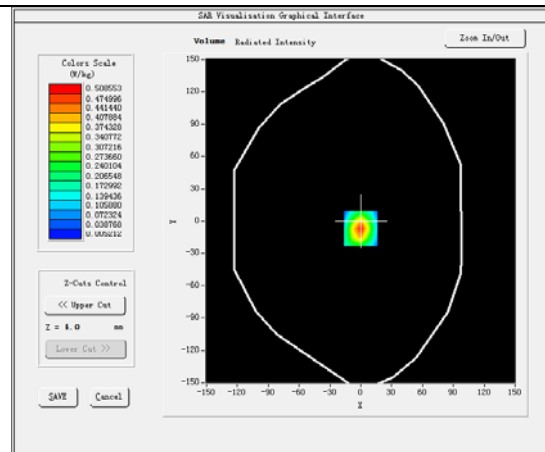 SAR Visualisation Graphical Interface
Volume Radiated Intensity
Zoom In/Out
Colors Scale
(W/kg)
0.508553
0.474996
0.441440
0.407884
0.374328
0.340772
0.307216
0.273660
0.240104
0.206548
0.172992
0.139436
0.105880
0.072324
0.038768
0.005212
Z-Cuts Control
<< Upper Cut
Z = 4.0 mm
Lower Cut >>
SAVE
Cancel
150
120
90
60
30
0
-30
-60
-90
-120
-150
Y
-150 -120 -90 -60 -30 0 30 60 90 120 150
X